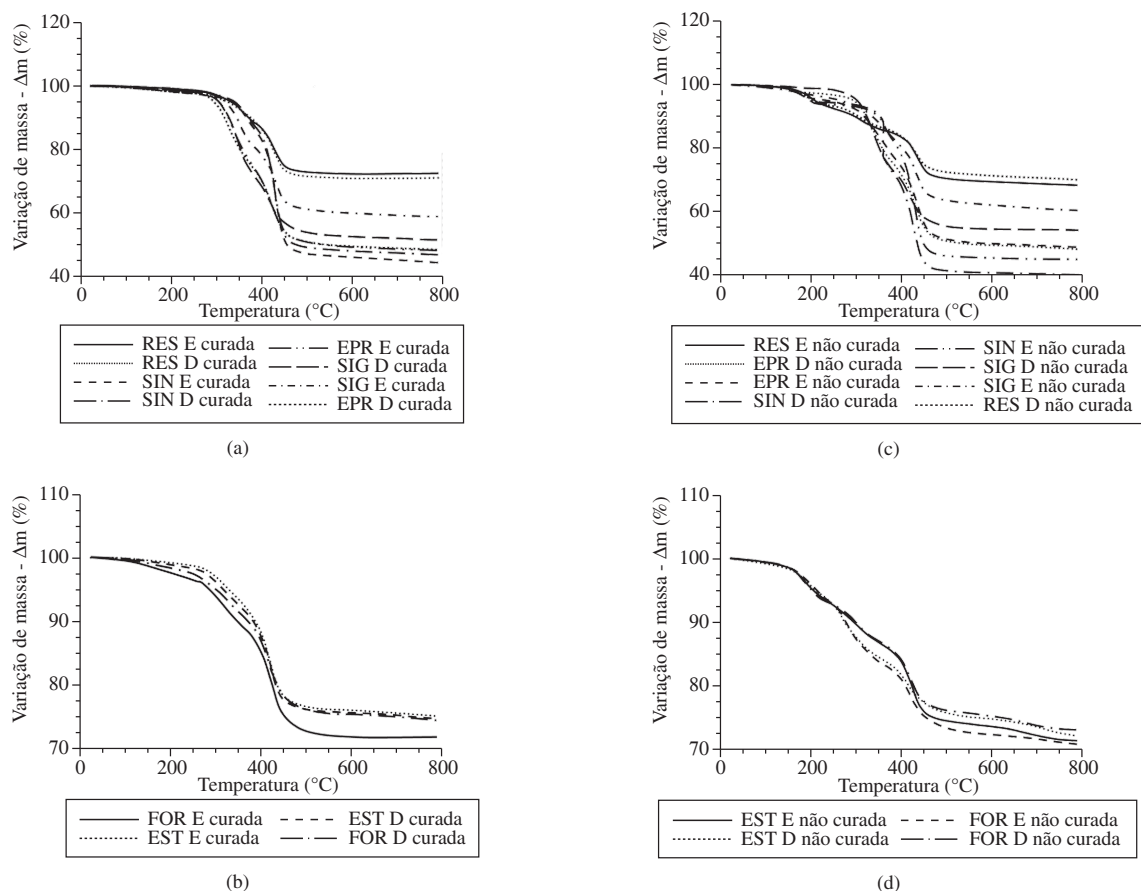 Variação de massa - Δm (%)
120
100
80
60
40
0
200
400
600
800
Temperatura (°C)
RES E curada
RES D curada
SIN E curada
SIN D curada
EPR E curada
SIG D curada
SIG E curada
EPR D curada
(a)
Variação de massa - Δm (%)
120
100
80
60
40
0
200
400
600
800
Temperatura (°C)
RES E não curada
EPR D não curada
EPR E não curada
SIN D não curada
SIN E não curada
SIG D não curada
SIG E não curada
RES D não curada
(c)
Variação de massa - Δm (%)
110
100
90
80
70
0
200
400
600
800
Temperatura (°C)
FOR E curada
EST E curada
EST D curada
FOR D curada
(b)
Variação de massa - Δm (%)
110
100
90
80
70
0
200
400
600
800
Temperatura (°C)
EST E não curada
EST D não curada
FOR E não curada
FOR D não curada
(d)